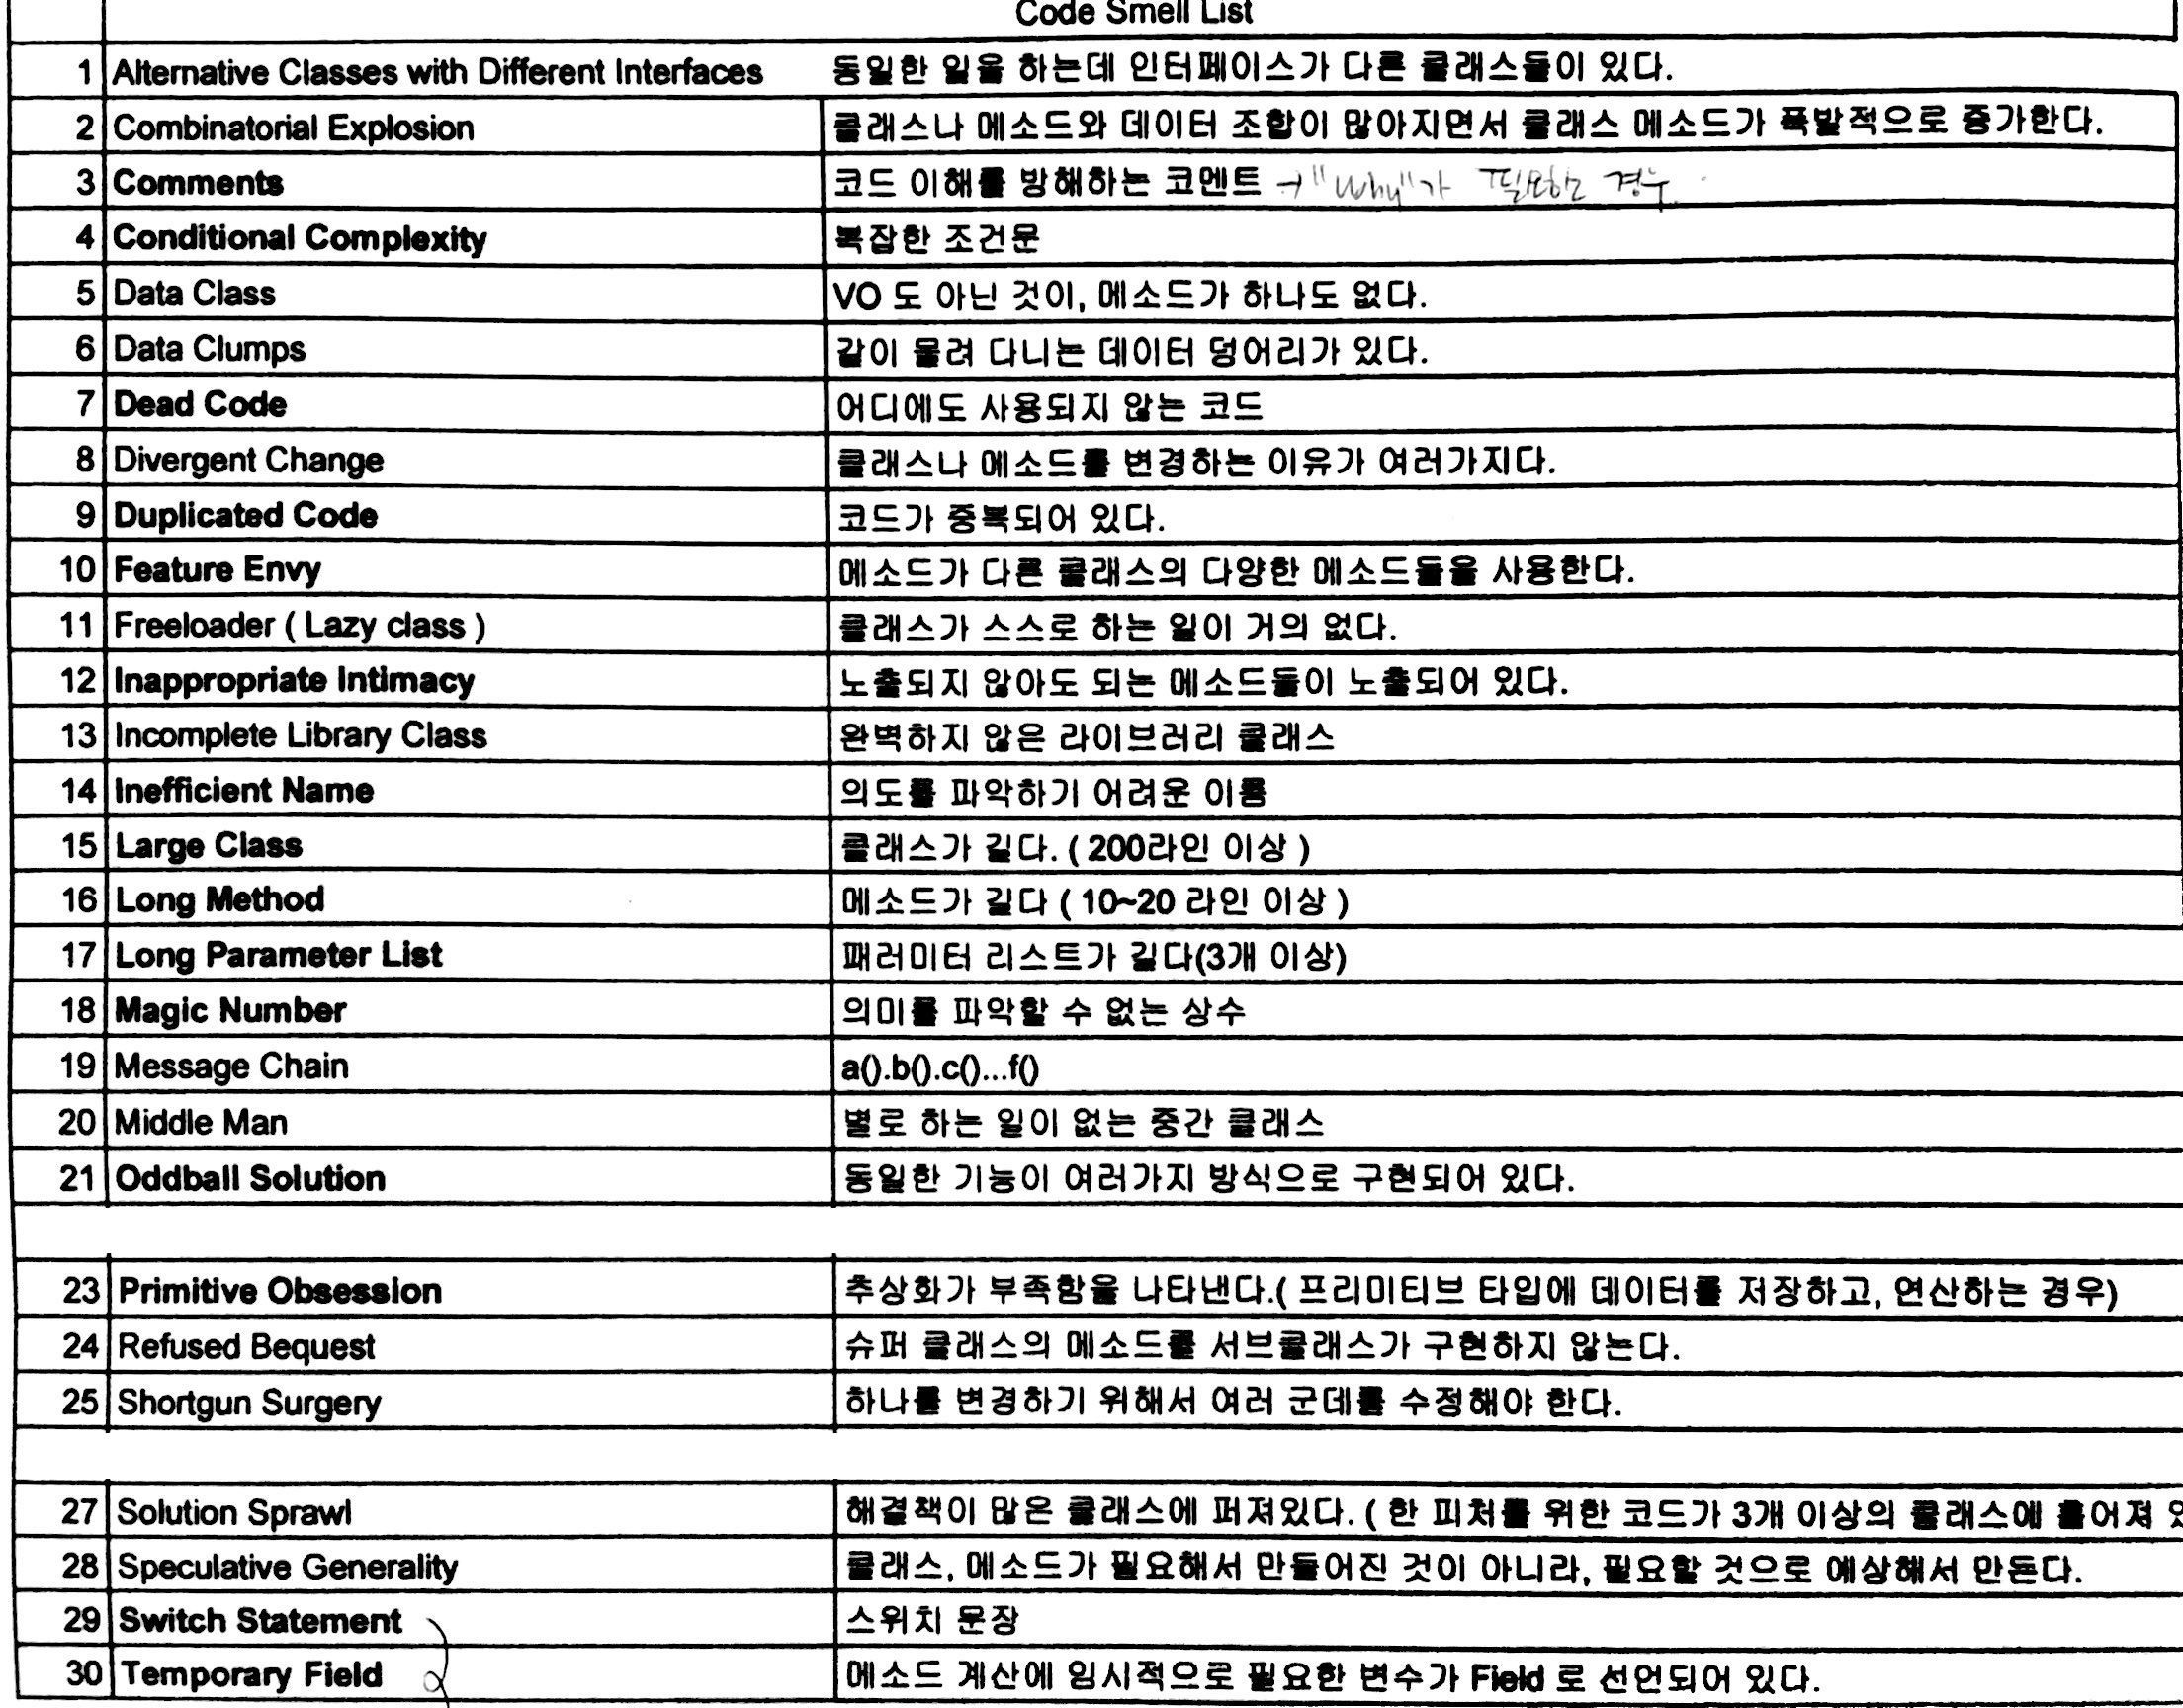 Code Smell List
1 Alternative Classes with Different Interfaces 동일한 일을 하는데 인터페이스가 다른 클래스들이 있다.
2 Combinatorial Explosion 클래스나 메소드와 데이터 조합이 많아지면서 클래스 메소드가 폭발적으로 증가한다.
3 Comments 코드 이해를 방해하는 코멘트 →"why"가 필요한 경우.
4 Conditional Complexity 복잡한 조건문
5 Data Class VO 도 아닌 것이, 메소드가 하나도 없다.
6 Data Clumps 같이 몰려 다니는 데이터 덩어리가 있다.
7 Dead Code 어디에도 사용되지 않는 코드
8 Divergent Change 클래스나 메소드를 변경하는 이유가 여러가지다.
9 Duplicated Code 코드가 중복되어 있다.
10 Feature Envy 메소드가 다른 클래스의 다양한 메소드들을 사용한다.
11 Freeloader ( Lazy class ) 클래스가 스스로 하는 일이 거의 없다.
12 Inappropriate Intimacy 노출되지 않아도 되는 메소드들이 노출되어 있다.
13 Incomplete Library Class 완벽하지 않은 라이브러리 클래스
14 Inefficient Name 의도를 파악하기 어려운 이름
15 Large Class 클래스가 길다. ( 200라인 이상 )
16 Long Method 메소드가 길다 ( 10~20 라인 이상 )
17 Long Parameter List 패러미터 리스트가 길다(3개 이상)
18 Magic Number 의미를 파악할 수 없는 상수
19 Message Chain a().b().c()...f()
20 Middle Man 별로 하는 일이 없는 중간 클래스
21 Oddball Solution 동일한 기능이 여러가지 방식으로 구현되어 있다.
23 Primitive Obsession 추상화가 부족함을 나타낸다.( 프리미티브 타입에 데이터를 저장하고, 연산하는 경우)
24 Refused Bequest 슈퍼 클래스의 메소드를 서브클래스가 구현하지 않는다.
25 Shortgun Surgery 하나를 변경하기 위해서 여러 군데를 수정해야 한다.
27 Solution Sprawl 해결책이 많은 클래스에 퍼져있다. ( 한 피처를 위한 코드가 3개 이상의 클래스에 흩어져
28 Speculative Generality 클래스, 메소드가 필요해서 만들어진 것이 아니라, 필요할 것으로 예상해서 만든다.
29 Switch Statement 스위치 문장
30 Temporary Field 메소드 계산에 임시적으로 필요한 변수가 Field 로 선언되어 있다.